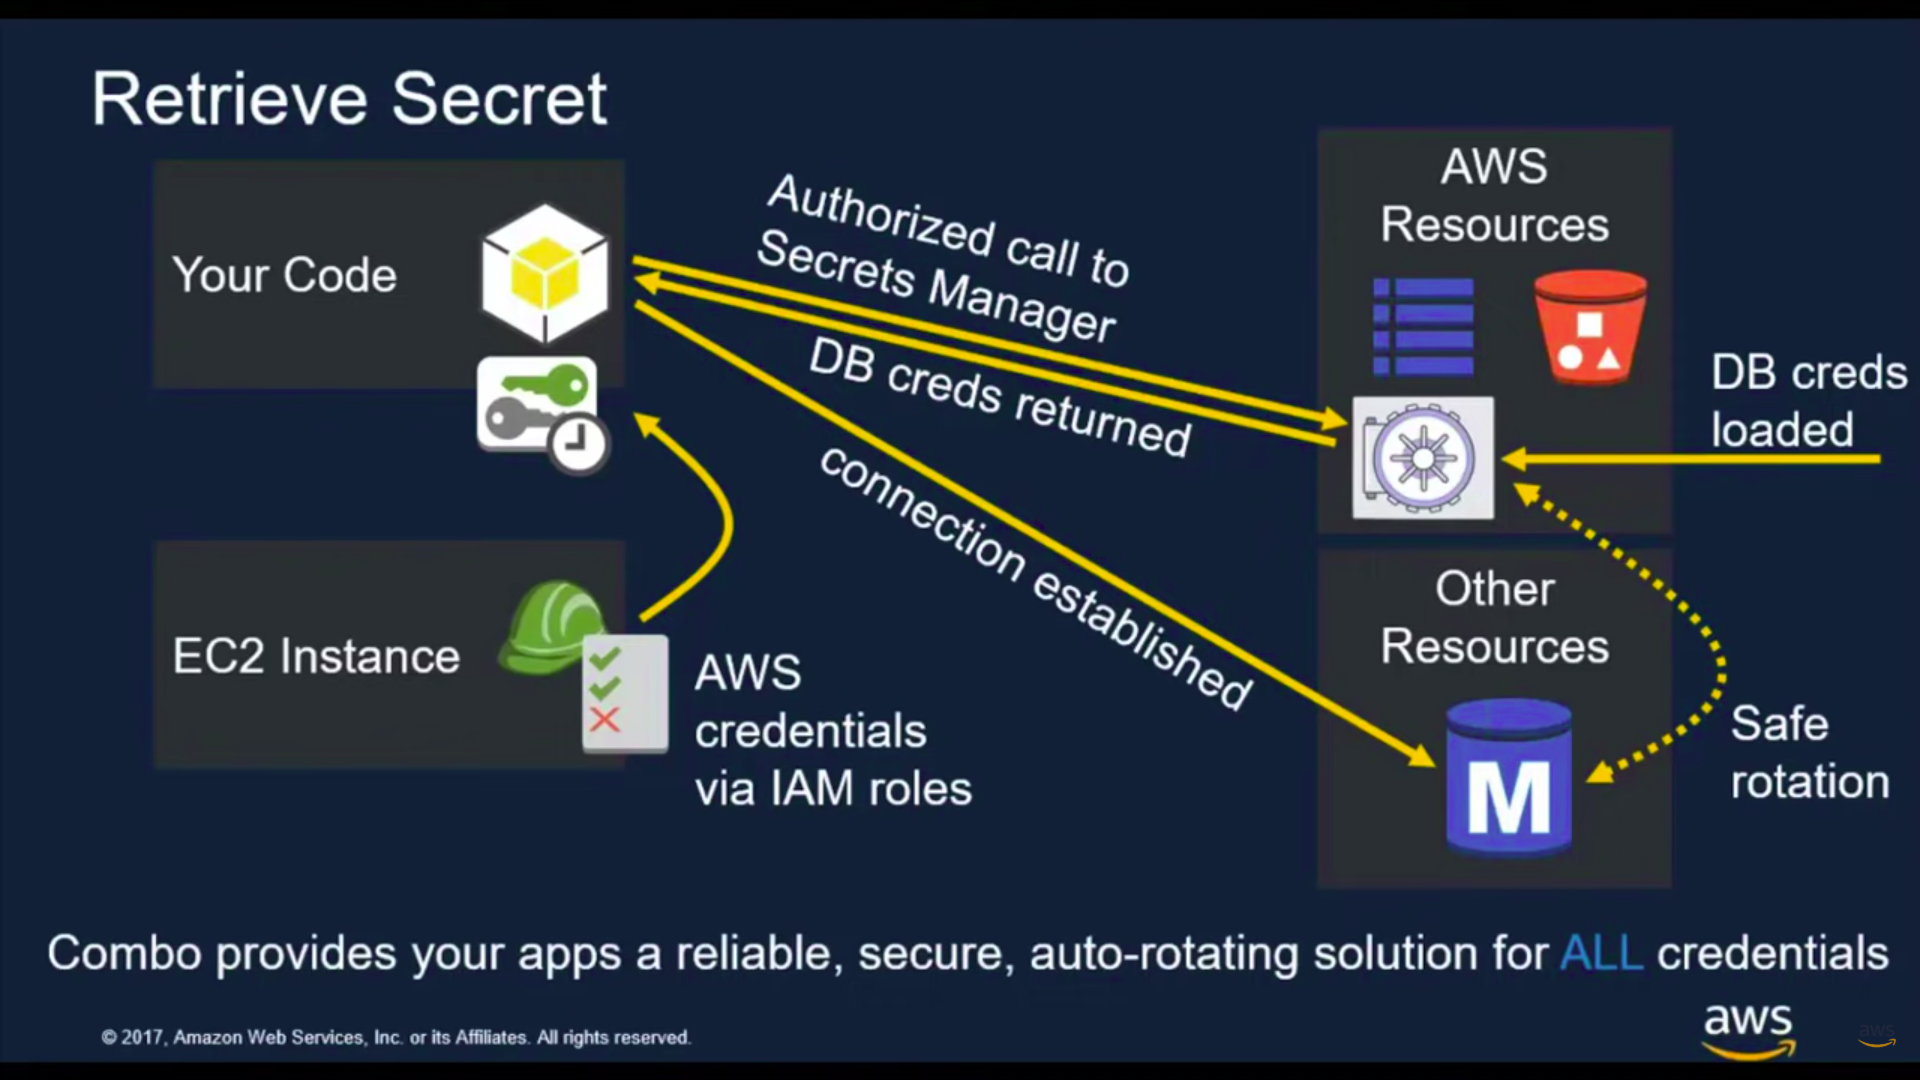 Retrieve Secret
Your Code
Authorized call to
Secrets Manager
DB creds returned
connection established
AWS
Resources
DB creds
loaded
EC2 Instance
AWS
credentials
via IAM roles
Other
Resources
M
Safe
rotation
Combo provides your apps a reliable, secure, auto-rotating solution for ALL credentials
© 2017, Amazon Web Services, Inc. or its Affiliates. All rights reserved.
aws
aws